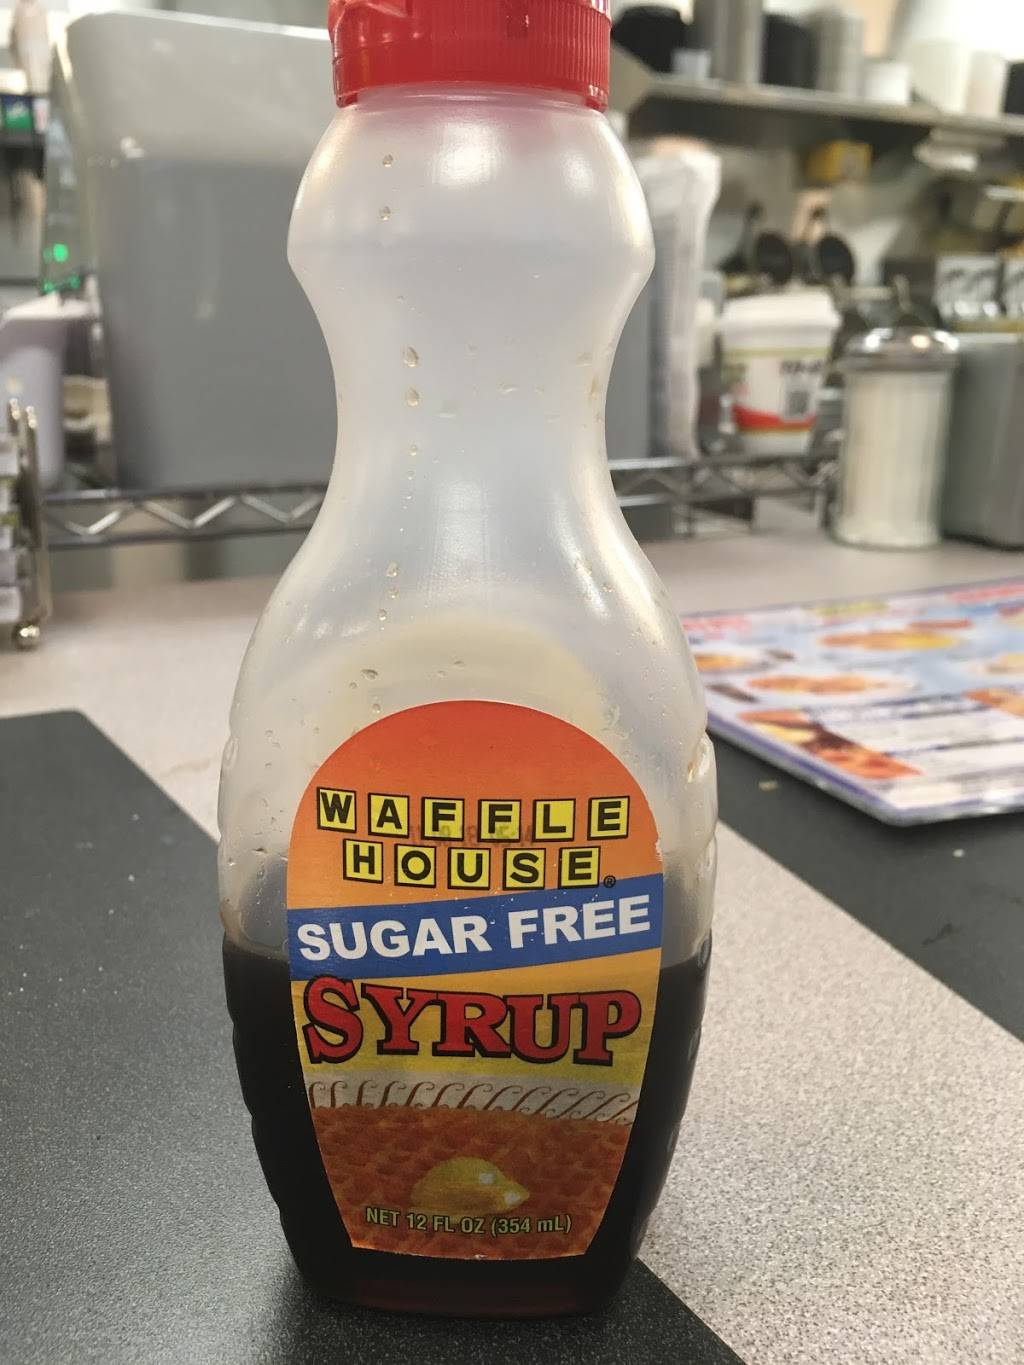 WAFFLE
HOUSE®
SUGAR FREE
SYRUP
NET 12 FL OZ (354 mL)